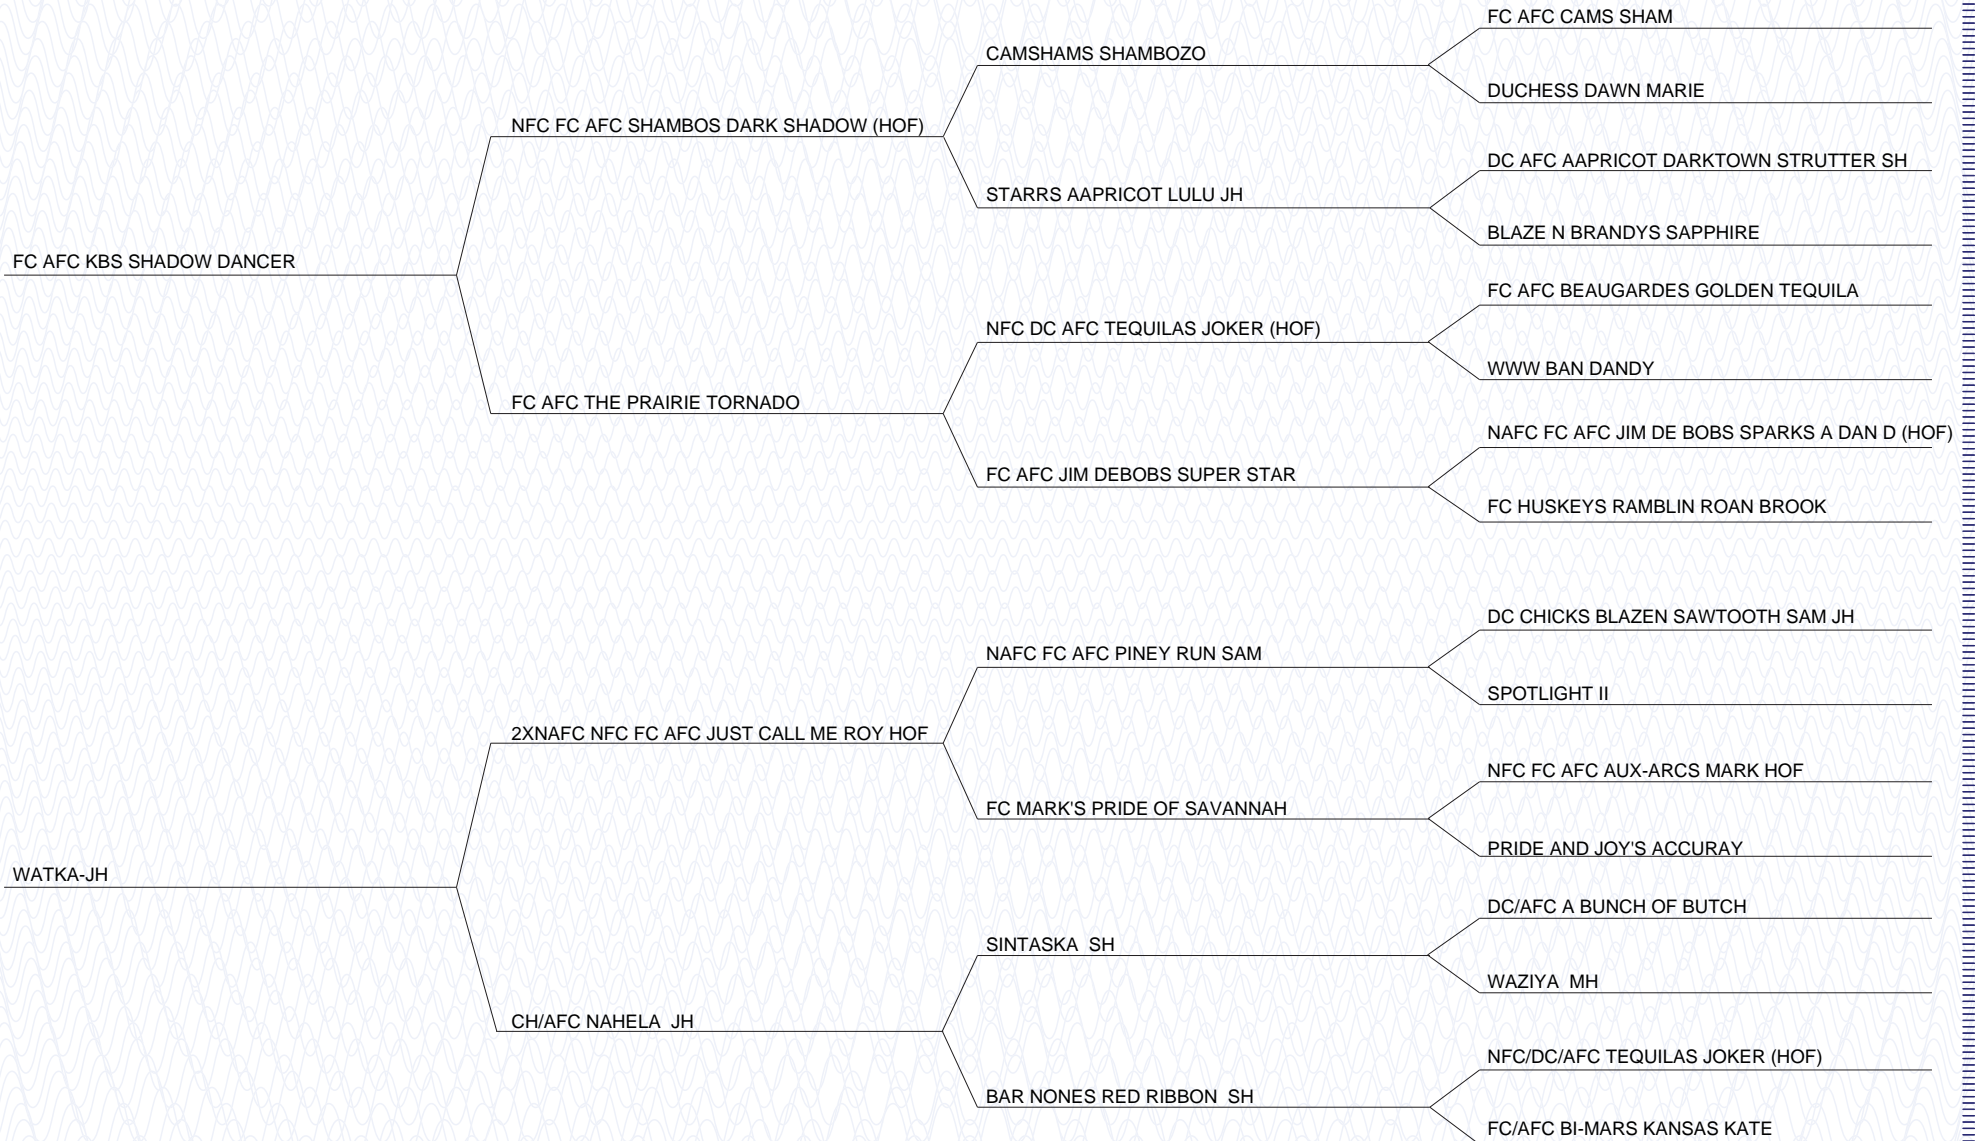 FC AFC CAMS SHAM
CAMSHAMS SHAMBOZO
DUCHESS DAWN MARIE
NFC FC AFC SHAMBOS DARK SHADOW (HOF)
DC AFC AAPRICOT DARKTOWN STRUTTER SH
STARRS AAPRICOT LULU JH
BLAZE N BRANDYS SAPPHIRE
FC AFC KBS SHADOW DANCER
FC AFC BEAUGARDES GOLDEN TEQUILA
NFC DC AFC TEQUILAS JOKER (HOF)
WWW BAN DANDY
FC AFC THE PRAIRIE TORNADO
NAFC FC AFC JIM DE BOBS SPARKS A DAN D (HOF)
FC AFC JIM DEBOBS SUPER STAR
FC HUSKEYS RAMBLIN ROAN BROOK
DC CHICKS BLAZEN SAWTOOTH SAM JH
NAFC FC AFC PINEY RUN SAM
SPOTLIGHT II
2XNAFC NFC FC AFC JUST CALL ME ROY HOF
NFC FC AFC AUX-ARCS MARK HOF
FC MARK'S PRIDE OF SAVANNAH
PRIDE AND JOY'S ACCURAY
WATKA-JH
DC/AFC A BUNCH OF BUTCH
SINTASKA  SH
WAZIYA  MH
CH/AFC NAHELA  JH
NFC/DC/AFC TEQUILAS JOKER (HOF)
BAR NONES RED RIBBON  SH
FC/AFC BI-MARS KANSAS KATE